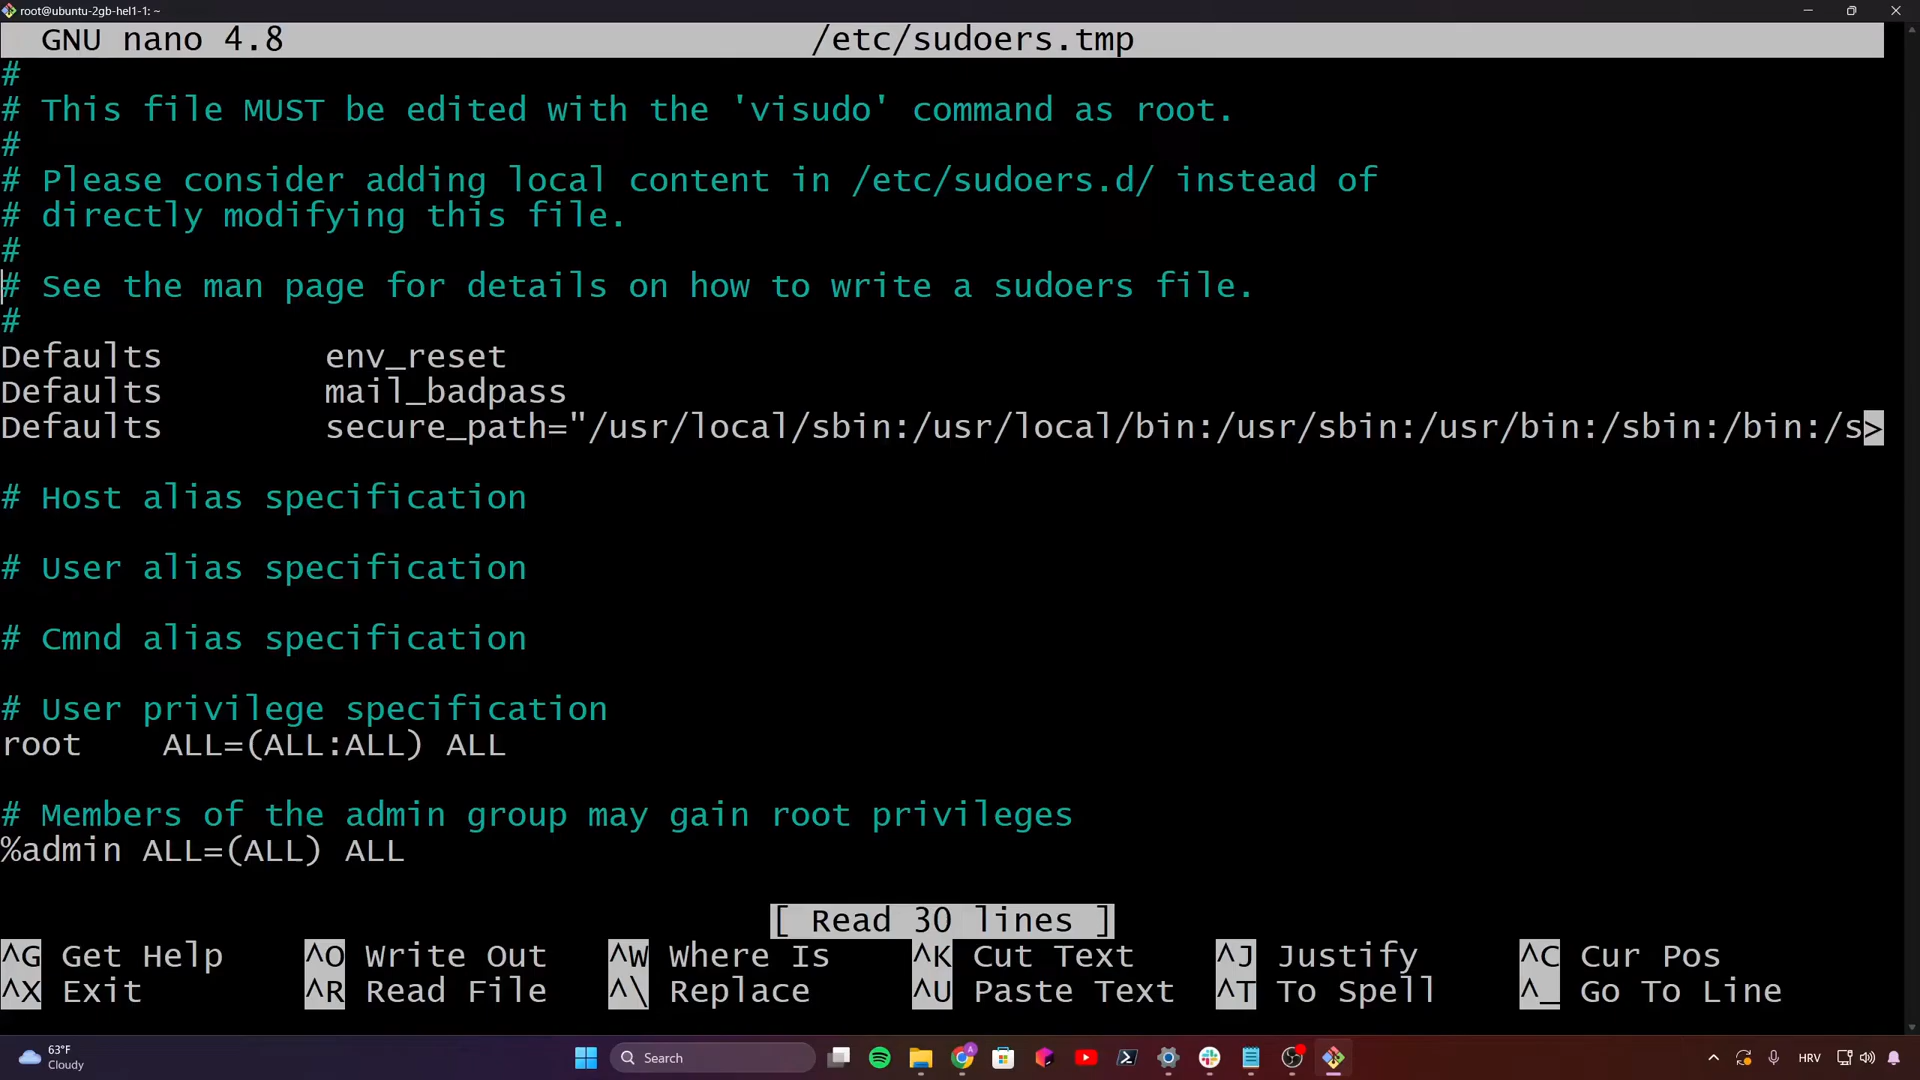 root@ubuntu-2gb-hel1-1: ~
GNU nano 4.8 /etc/sudoers.tmp
#
# This file MUST be edited with the 'visudo' command as root.
#
# Please consider adding local content in /etc/sudoers.d/ instead of
# directly modifying this file.
#
# See the man page for details on how to write a sudoers file.
#
Defaults env_reset
Defaults mail_badpass
Defaults secure_path="/usr/local/sbin:/usr/local/bin:/usr/sbin:/usr/bin:/sbin:/bin:/s>
# Host alias specification
# User alias specification
# Cmnd alias specification
# User privilege specification
root ALL=(ALL:ALL) ALL
# Members of the admin group may gain root privileges
%admin ALL=(ALL) ALL
[ Read 30 lines ]
^G Get Help ^O Write Out ^W Where Is ^K Cut Text ^J Justify ^C Cur Pos
^X Exit ^R Read File ^\ Replace ^U Paste Text ^T To Spell ^_ Go To Line
63°F
Cloudy
Search
A
HRV